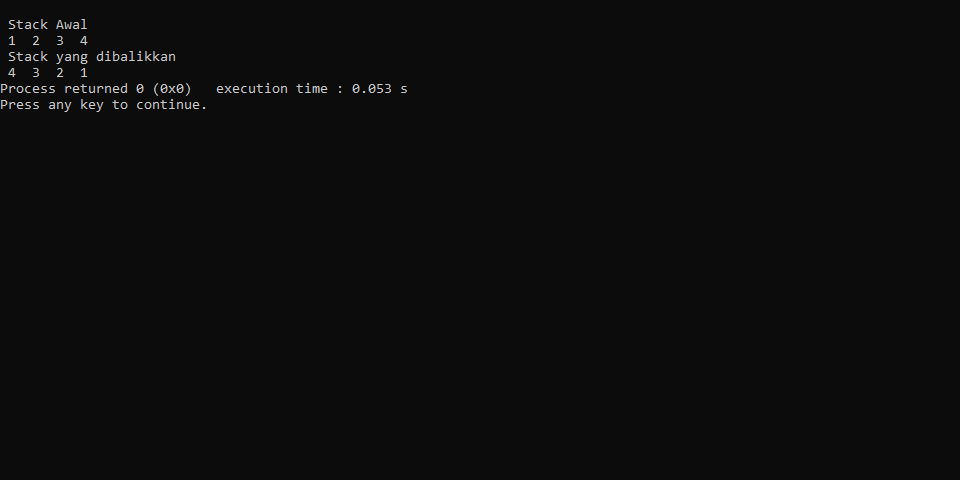 Stack Awal
1  2  3  4
Stack yang dibalikkan
4  3  2  1
Process returned 0 (0x0)   execution time : 0.053 s
Press any key to continue.